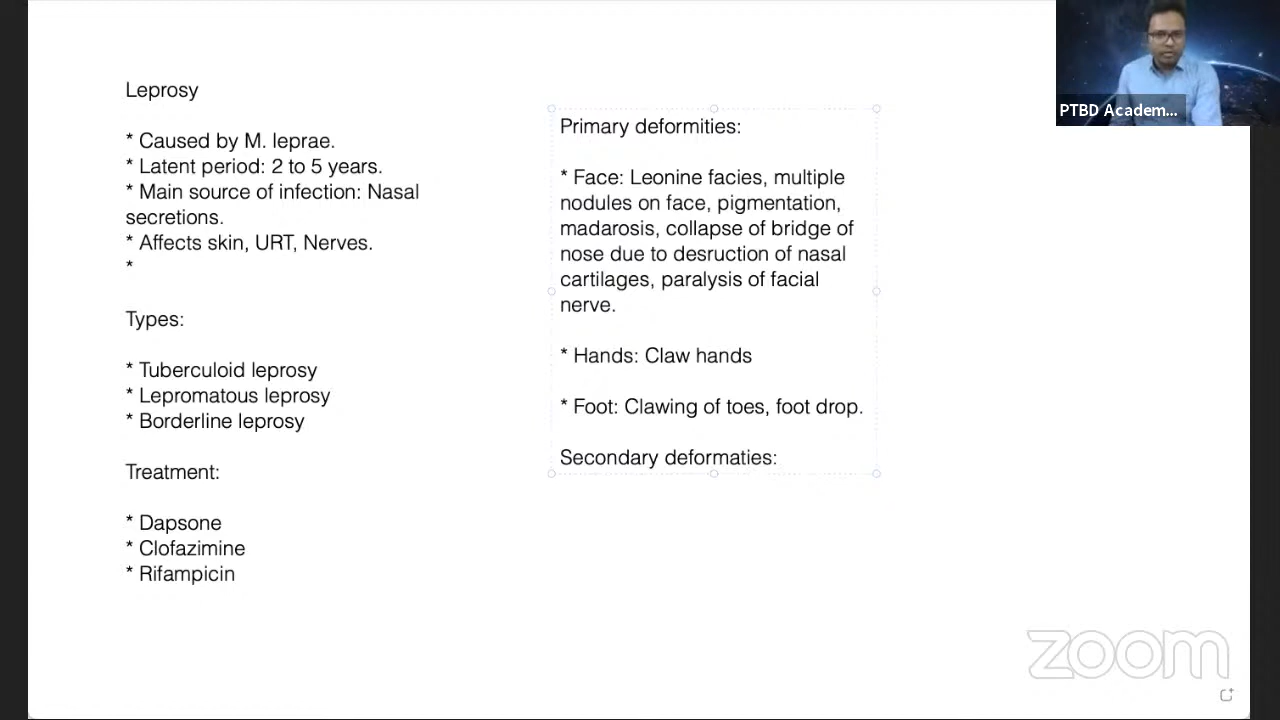 Leprosy
* Caused by M. leprae.
* Latent period: 2 to 5 years.
* Main source of infection: Nasal
secretions.
* Affects skin, URT, Nerves.
*
Types:
* Tuberculoid leprosy
* Lepromatous leprosy
* Borderline leprosy
Treatment:
* Dapsone
* Clofazimine
* Rifampicin
Primary deformities:
* Face: Leonine facies, multiple
nodules on face, pigmentation,
madarosis, collapse of bridge of
nose due to desruction of nasal
cartilages, paralysis of facial
nerve.
* Hands: Claw hands
* Foot: Clawing of toes, foot drop.
Secondary deformaties:
PTBD Academ...
zoom